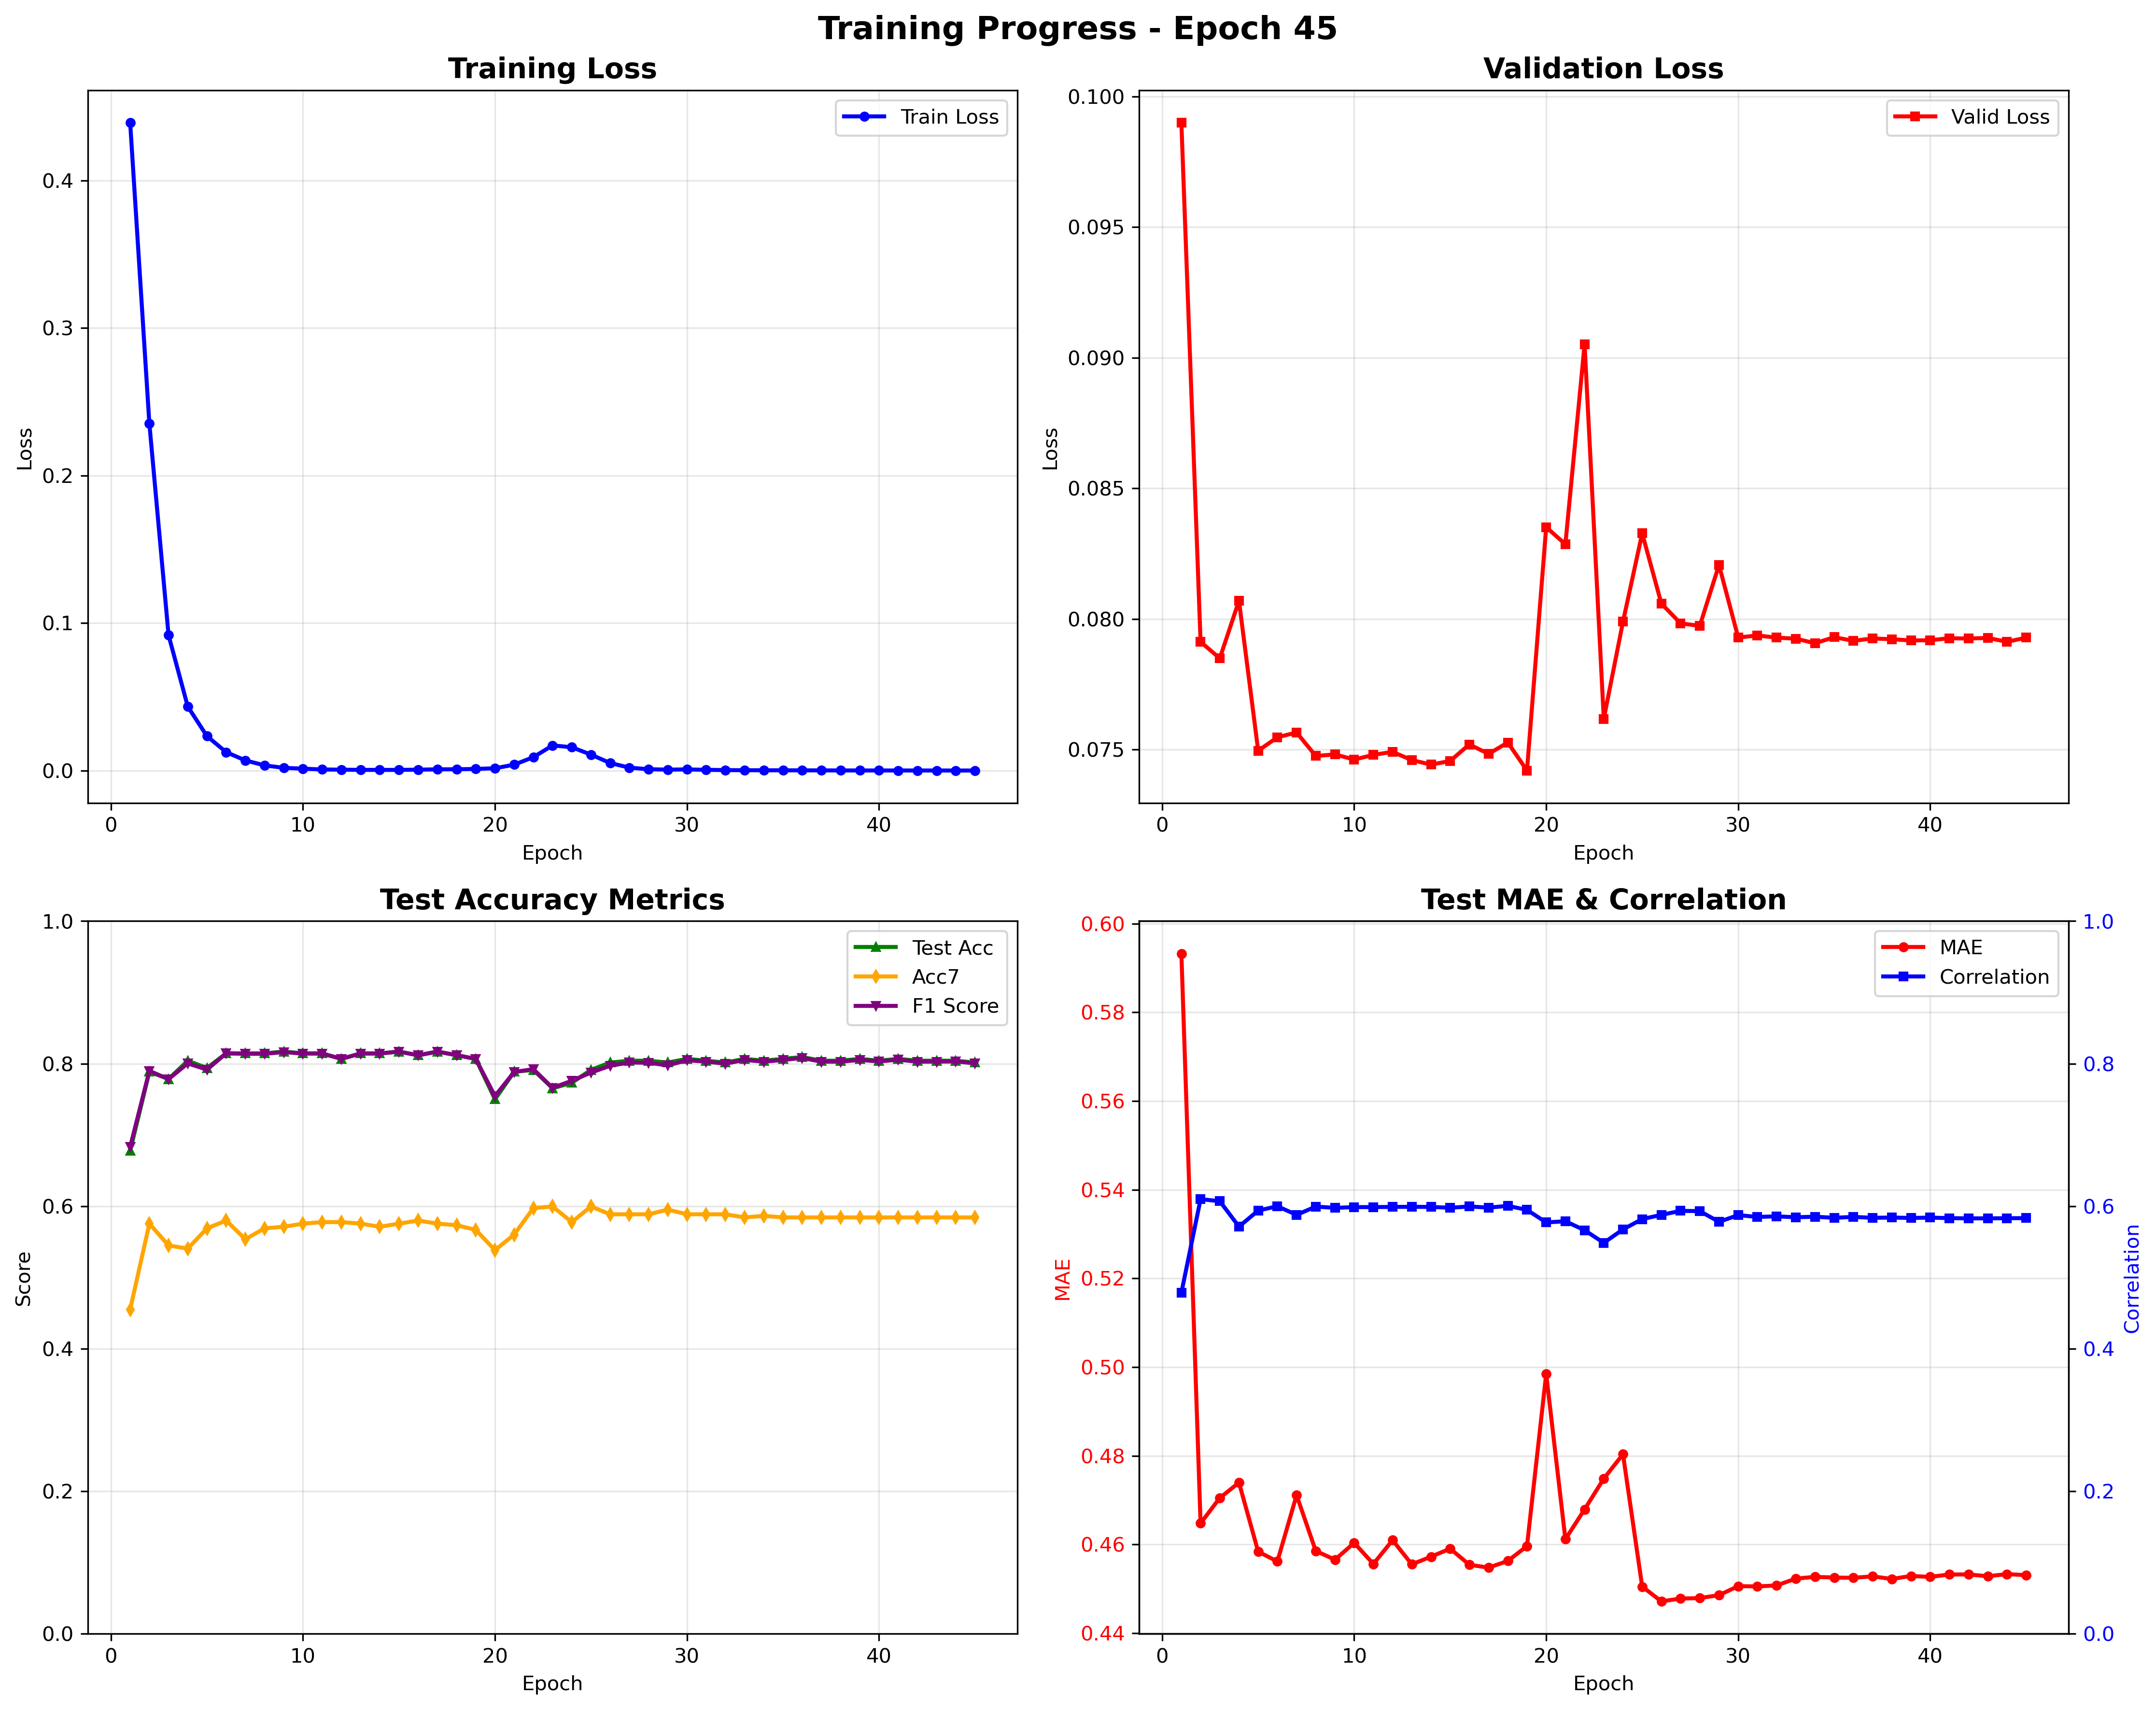 Training Progress - Epoch 45
Training Loss
Train Loss
0.4
0.3
0.2
0.1
0.0
Loss
0 10 20 30 40
Epoch
Validation Loss
Valid Loss
0.100
0.095
0.090
0.085
0.080
0.075
Loss
0 10 20 30 40
Epoch
Test Accuracy Metrics
Test Acc
Acc7
F1 Score
1.0
0.8
0.6
0.4
0.2
0.0
Score
0 10 20 30 40
Epoch
Test MAE & Correlation
MAE
Correlation
0.60
0.58
0.56
0.54
0.52
0.50
0.48
0.46
0.44
MAE
1.0
0.8
0.6
0.4
0.2
0.0
Correlation
0 10 20 30 40
Epoch